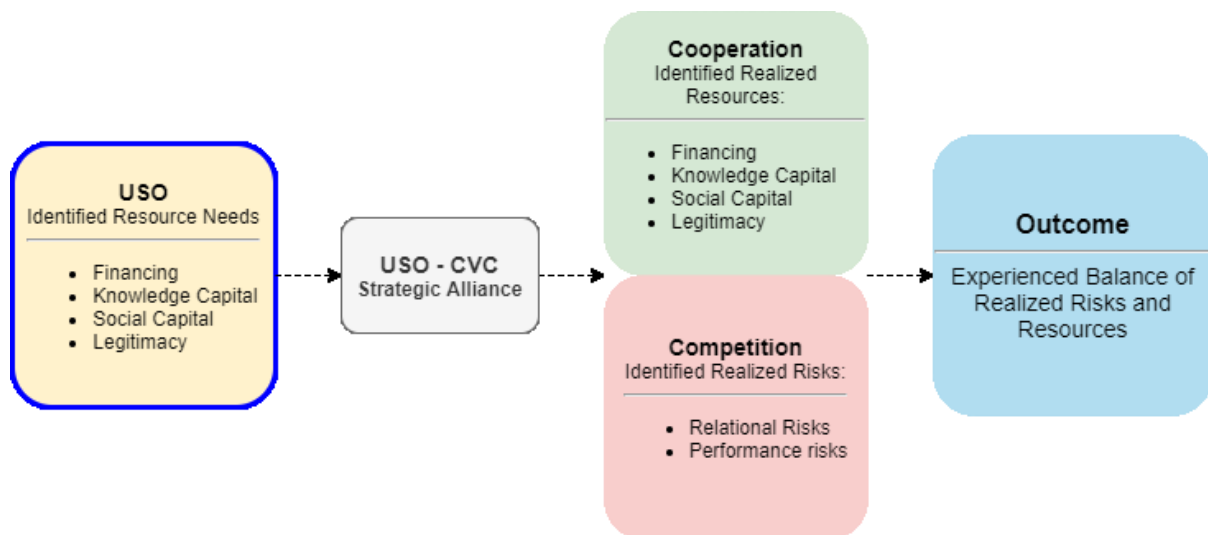 USO
Identified Resource Needs
• Financing
• Knowledge Capital
• Social Capital
• Legitimacy
USO - CVC
Strategic Alliance
Cooperation
Identified Realized
Resources:
• Financing
• Knowledge Capital
• Social Capital
• Legitimacy
Competition
Identified Realized Risks:
• Relational Risks
• Performance risks
Outcome
Experienced Balance of
Realized Risks and
Resources